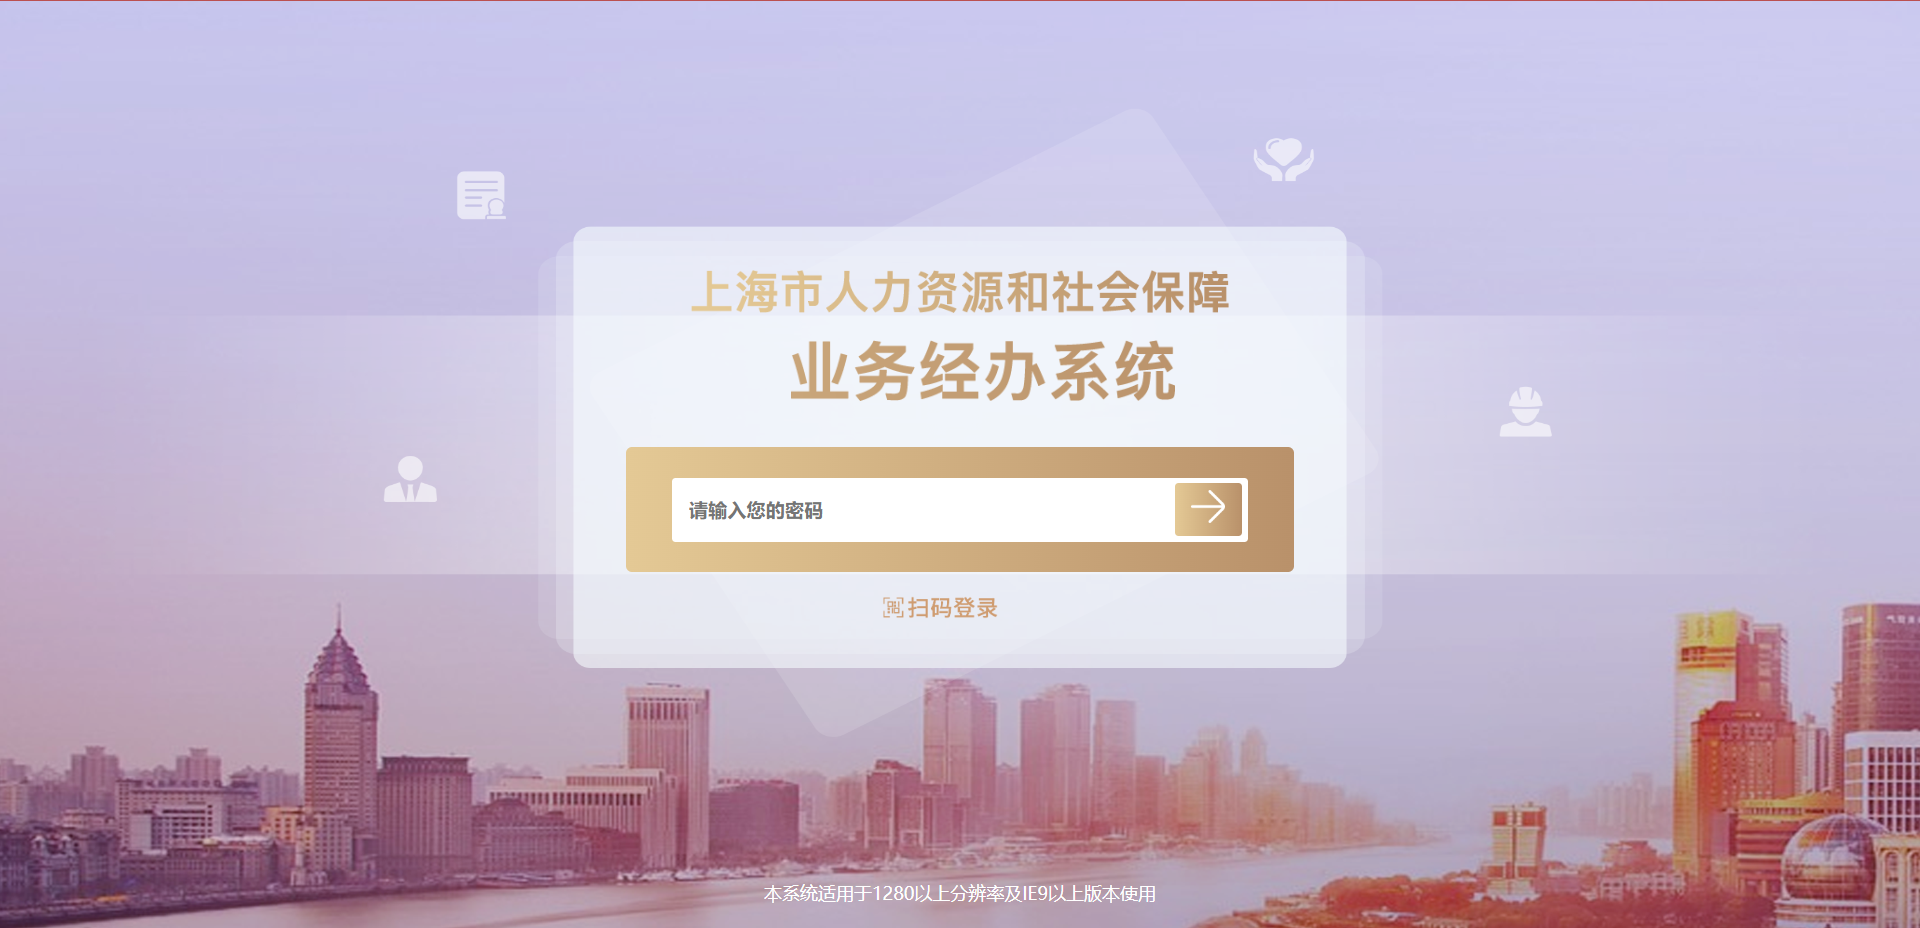 上海市人力资源和社会保障
业务经办系统
请输入您的密码
扫码登录
本系统适用于1280以上分辨率及IE9以上版本使用